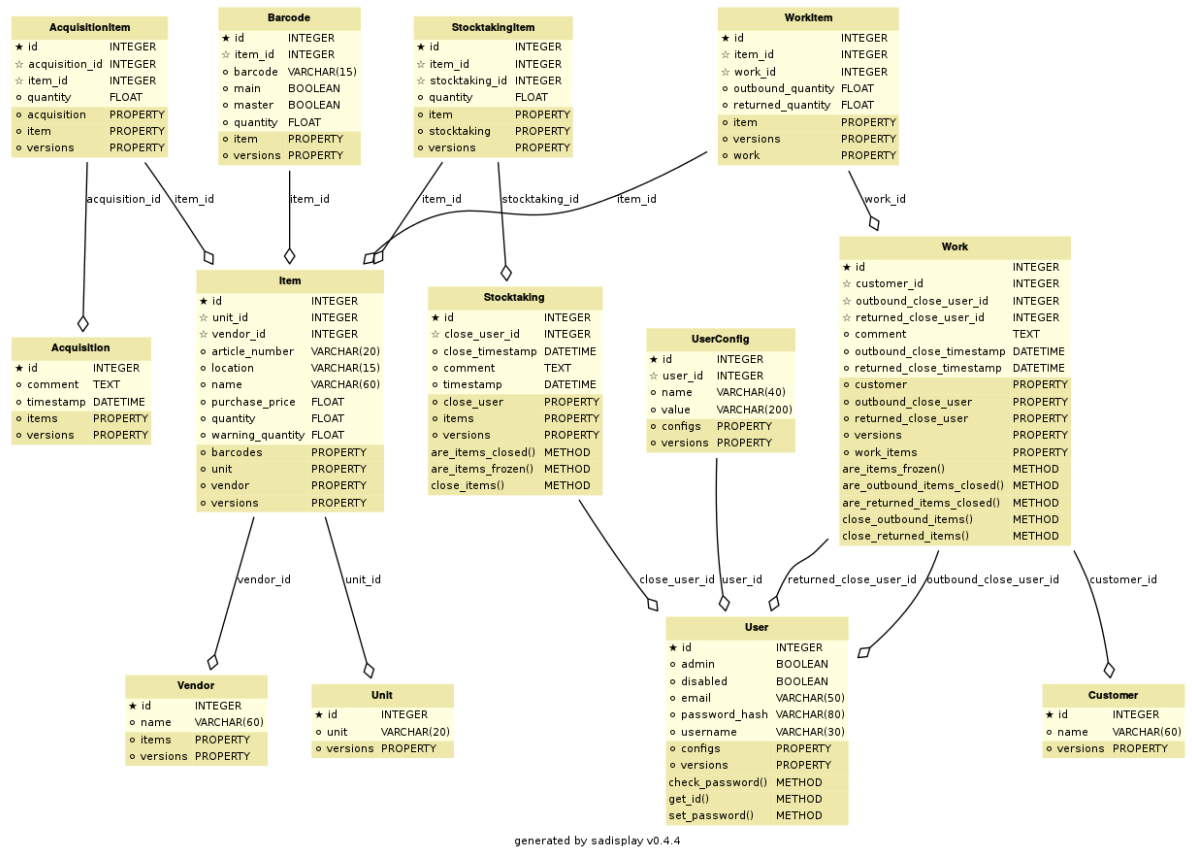 AcquisitionItem
★ id INTEGER
☆ acquisition_id INTEGER
☆ item_id INTEGER
○ quantity FLOAT
○ acquisition PROPERTY
○ item PROPERTY
○ versions PROPERTY
Barcode
★ id INTEGER
☆ item_id INTEGER
○ barcode VARCHAR(15)
○ main BOOLEAN
○ master BOOLEAN
○ quantity FLOAT
○ item PROPERTY
○ versions PROPERTY
StocktakingItem
★ id INTEGER
☆ item_id INTEGER
☆ stocktaking_id INTEGER
○ quantity FLOAT
○ item PROPERTY
○ stocktaking PROPERTY
○ versions PROPERTY
WorkItem
★ id INTEGER
☆ item_id INTEGER
☆ work_id INTEGER
○ outbound_quantity FLOAT
○ returned_quantity FLOAT
○ item PROPERTY
○ versions PROPERTY
○ work PROPERTY
acquisition_id
item_id
item_id
item_id
stocktaking_id
item_id
work_id
Acquisition
★ id INTEGER
○ comment TEXT
○ timestamp DATETIME
○ items PROPERTY
○ versions PROPERTY
Item
★ id INTEGER
☆ unit_id INTEGER
☆ vendor_id INTEGER
○ article_number VARCHAR(20)
○ location VARCHAR(15)
○ name VARCHAR(60)
○ purchase_price FLOAT
○ quantity FLOAT
○ warning_quantity FLOAT
○ barcodes PROPERTY
○ unit PROPERTY
○ vendor PROPERTY
○ versions PROPERTY
Stocktaking
★ id INTEGER
☆ close_user_id INTEGER
○ close_timestamp DATETIME
○ comment TEXT
○ timestamp DATETIME
○ close_user PROPERTY
○ items PROPERTY
○ versions PROPERTY
are_items_closed() METHOD
are_items_frozen() METHOD
close_items() METHOD
UserConfig
★ id INTEGER
☆ user_id INTEGER
○ name VARCHAR(40)
○ value VARCHAR(200)
○ configs PROPERTY
○ versions PROPERTY
Work
★ id INTEGER
☆ customer_id INTEGER
☆ outbound_close_user_id INTEGER
☆ returned_close_user_id INTEGER
○ comment TEXT
○ outbound_close_timestamp DATETIME
○ returned_close_timestamp DATETIME
○ customer PROPERTY
○ outbound_close_user PROPERTY
○ returned_close_user PROPERTY
○ versions PROPERTY
○ work_items PROPERTY
are_items_frozen() METHOD
are_outbound_items_closed() METHOD
are_returned_items_closed() METHOD
close_outbound_items() METHOD
close_returned_items() METHOD
vendor_id
unit_id
close_user_id
user_id
returned_close_user_id
outbound_close_user_id
customer_id
Vendor
★ id INTEGER
○ name VARCHAR(60)
○ items PROPERTY
○ versions PROPERTY
Unit
★ id INTEGER
○ unit VARCHAR(20)
○ versions PROPERTY
User
★ id INTEGER
○ admin BOOLEAN
○ disabled BOOLEAN
○ email VARCHAR(50)
○ password_hash VARCHAR(80)
○ username VARCHAR(30)
○ configs PROPERTY
○ versions PROPERTY
check_password() METHOD
get_id() METHOD
set_password() METHOD
Customer
★ id INTEGER
○ name VARCHAR(60)
○ versions PROPERTY
generated by sadisplay v0.4.4